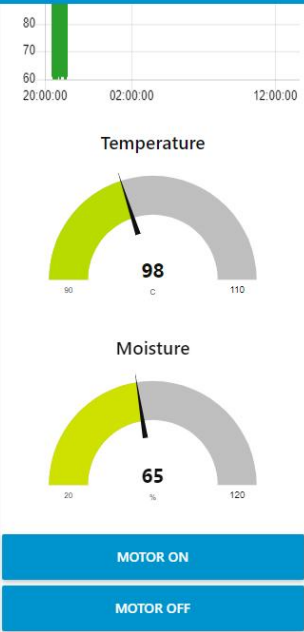 80
70
60
20:00:00 02:00:00 12:00:00
Temperature
98
90 C 110
Moisture
65
20 % 120
MOTOR ON
MOTOR OFF